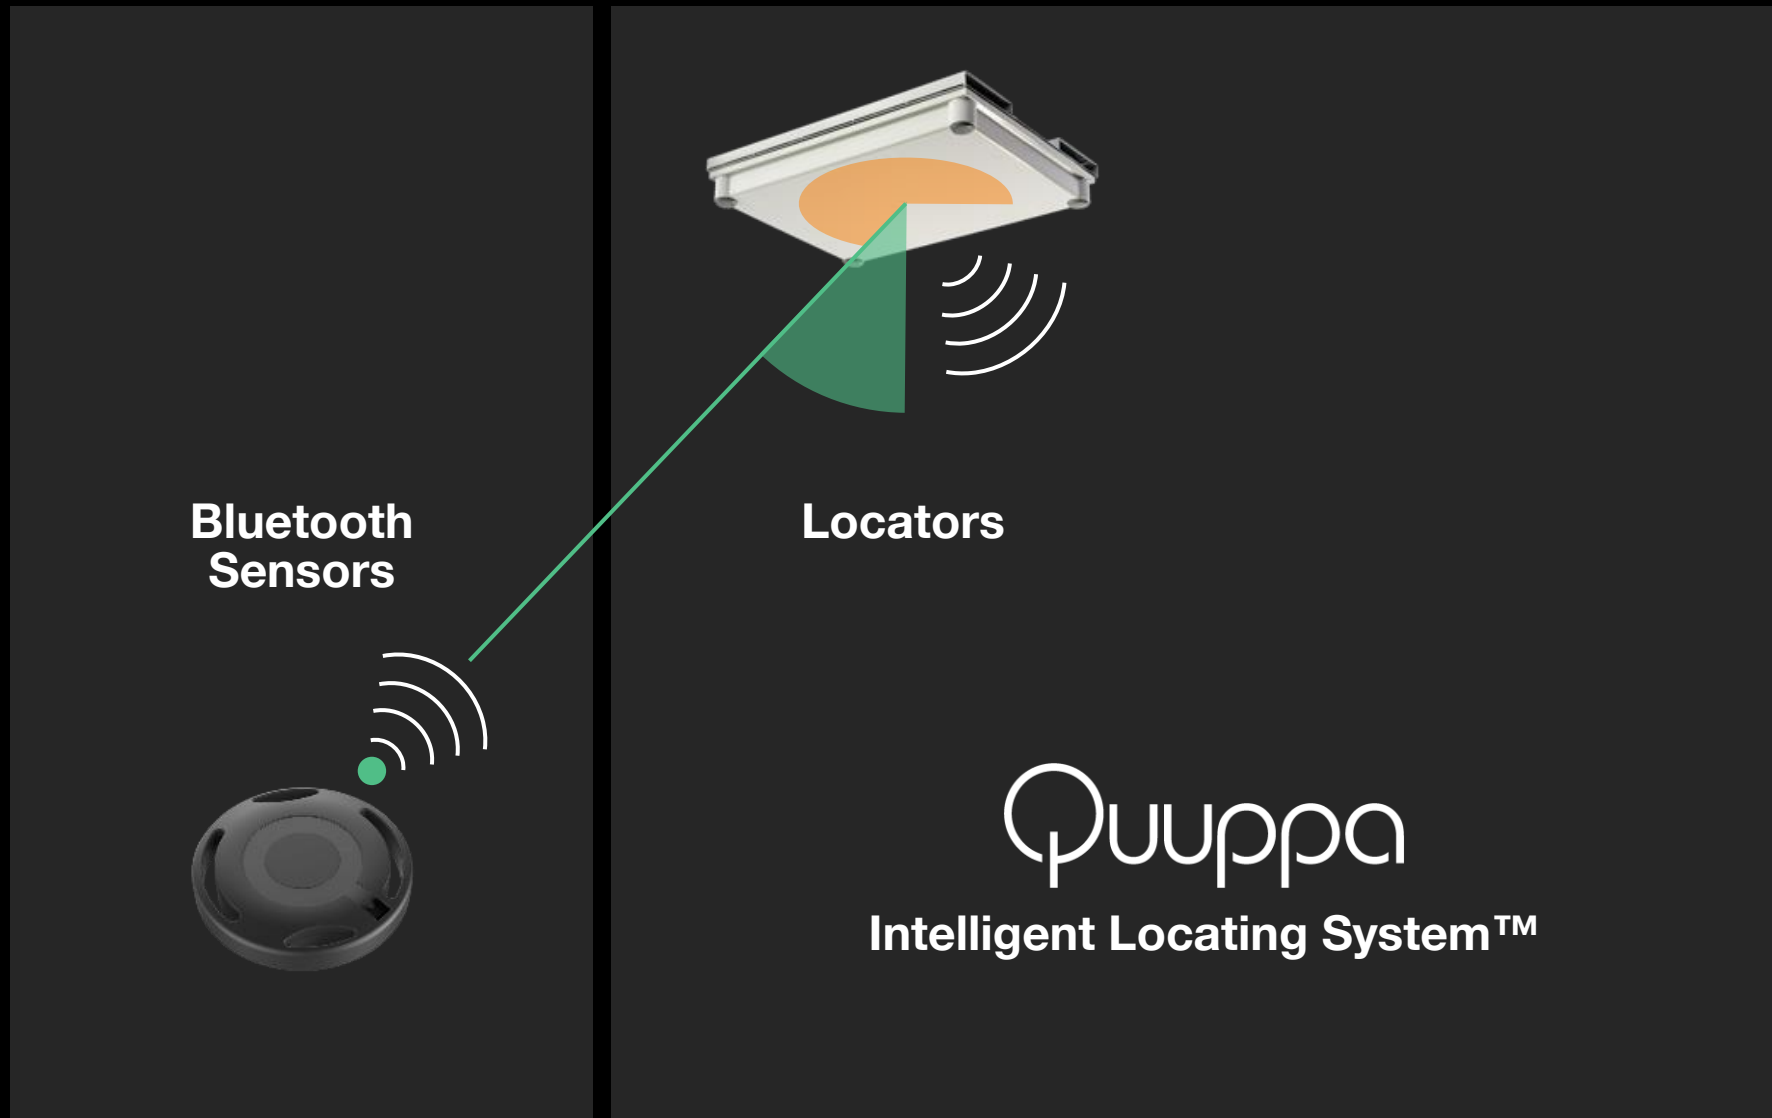 Bluetooth
Sensors
Locators
Quuppa
Intelligent Locating System™